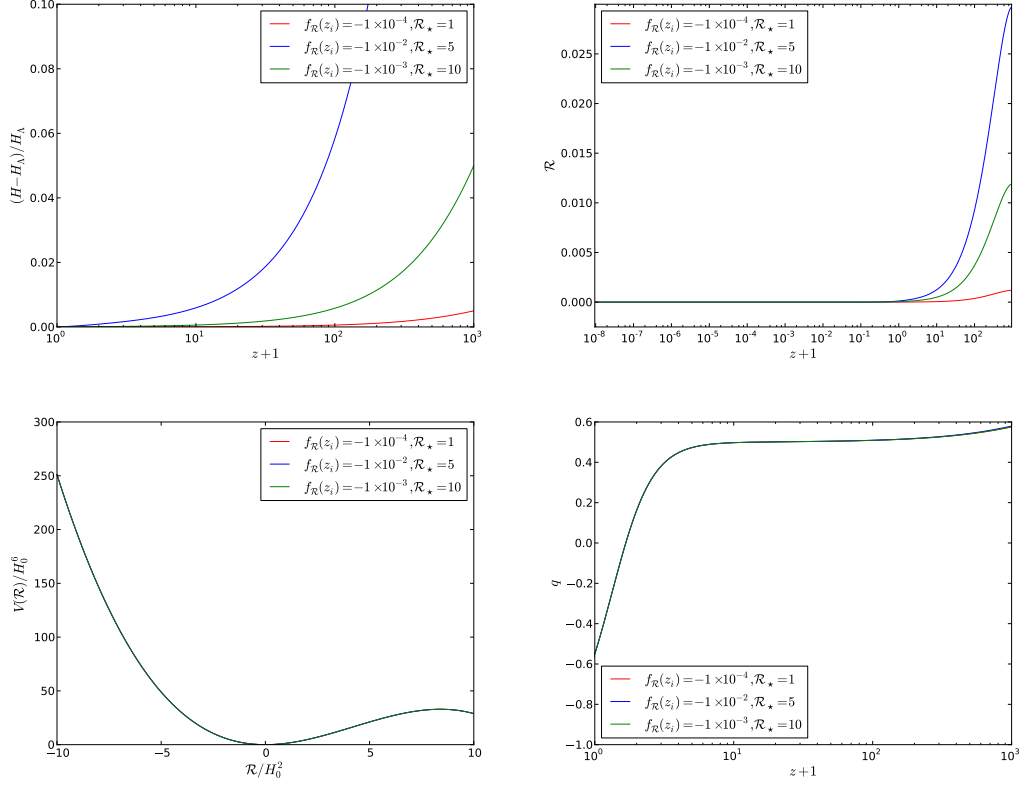 0.10
0.08
0.06
0.04
0.02
0.00
(H−H_Λ)/H_Λ
f_ℛ(z_i)=−1×10^{−4},ℛ_⋆=1
f_ℛ(z_i)=−1×10^{−2},ℛ_⋆=5
f_ℛ(z_i)=−1×10^{−3},ℛ_⋆=10
10^0 10^1 10^2 10^3
z+1
0.025
0.020
0.015
0.010
0.005
0.000
ℛ
f_ℛ(z_i)=−1×10^{−4},ℛ_⋆=1
f_ℛ(z_i)=−1×10^{−2},ℛ_⋆=5
f_ℛ(z_i)=−1×10^{−3},ℛ_⋆=10
10^{-8} 10^{-7} 10^{-6} 10^{-5} 10^{-4} 10^{-3} 10^{-2} 10^{-1} 10^0 10^1 10^2
z+1
300
250
200
150
100
50
0
V(ℛ)/H_0^6
f_ℛ(z_i)=−1×10^{−4},ℛ_⋆=1
f_ℛ(z_i)=−1×10^{−2},ℛ_⋆=5
f_ℛ(z_i)=−1×10^{−3},ℛ_⋆=10
−10 −5 0 5 10
ℛ/H_0^2
0.6
0.4
0.2
0.0
−0.2
−0.4
−0.6
−0.8
−1.0
q
f_ℛ(z_i)=−1×10^{−4},ℛ_⋆=1
f_ℛ(z_i)=−1×10^{−2},ℛ_⋆=5
f_ℛ(z_i)=−1×10^{−3},ℛ_⋆=10
10^0 10^1 10^2 10^3
z+1